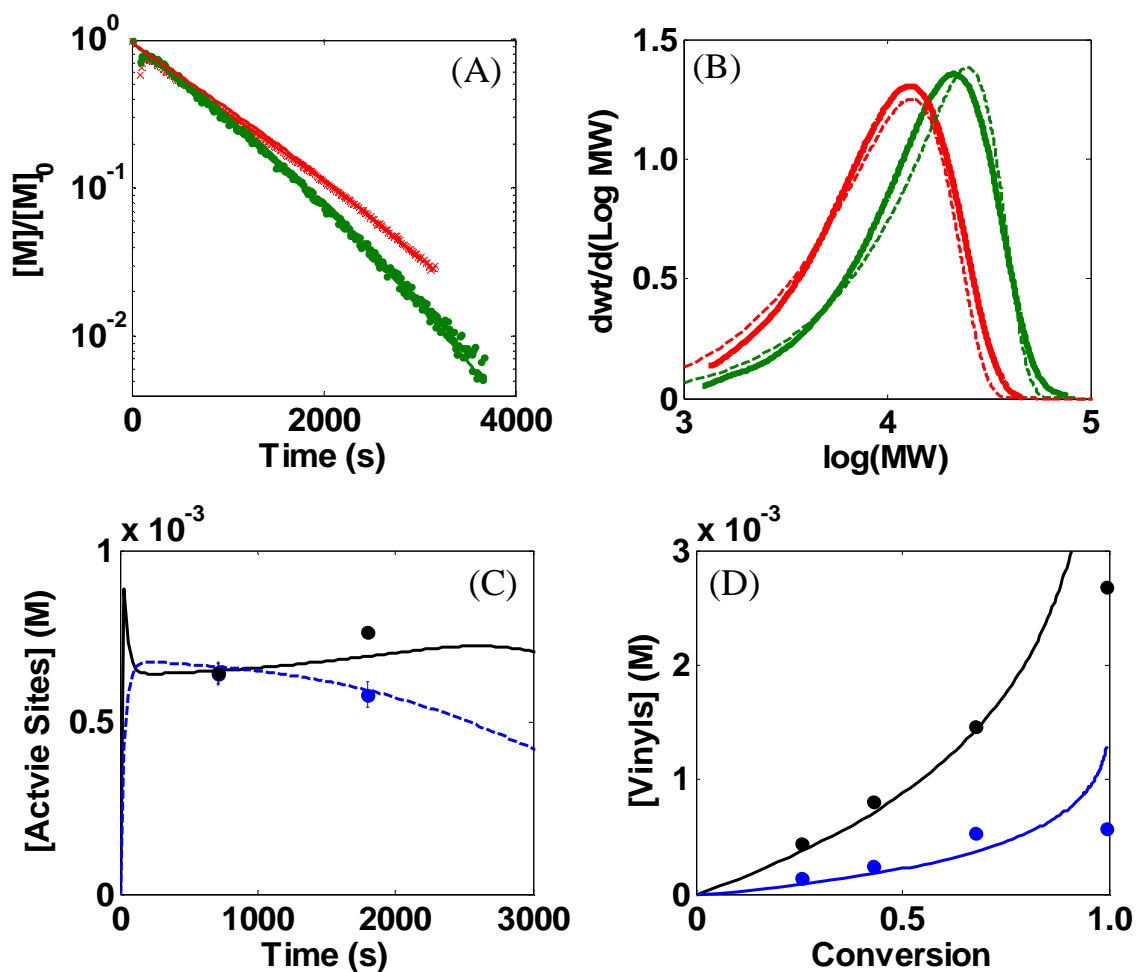 (A)
10^0
10^-1
10^-2
[M]/[M]_0
0
2000
4000
Time (s)
(B)
1.5
1.0
0.5
0
dwt/d(Log MW)
3
4
5
log(MW)
(C)
x 10^-3
1
0.5
0
[Actvie Sites] (M)
0
1000
2000
3000
Time (s)
(D)
x 10^-3
3
2
1
0
[Vinyls] (M)
0
0.5
1.0
Conversion